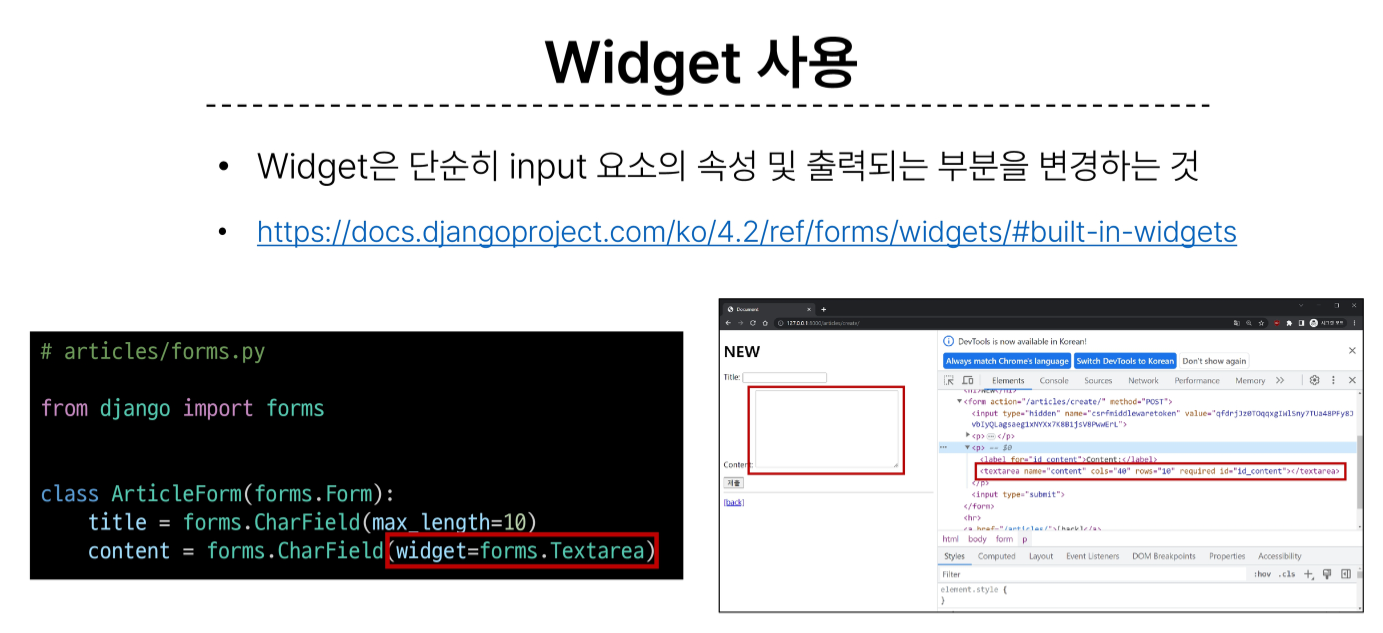 Widget 사용
• Widget은 단순히 input 요소의 속성 및 출력되는 부분을 변경하는 것
• https://docs.djangoproject.com/ko/4.2/ref/forms/widgets/#built-in-widgets
# articles/forms.py
from django import forms
class ArticleForm(forms.Form):
title = forms.CharField(max_length=10)
content = forms.CharField(widget=forms.Textarea)
Document
127.0.0.1:8000/articles/create/
NEW
Title:
Content:
제출
[back]
DevTools is now available in Korean!
Always match Chrome's language Switch DevTools to Korean Don't show again
Elements Console Sources Network Performance Memory
<form action="/articles/create/" method="POST">
<input type="hidden" name="csrfmiddlewaretoken" value=
<p> </p>
<p> == $0
<label for="id_content">Content:</label>
<textarea name="content" cols="40" rows="10" required id="id_content"></textarea>
</p>
<input type="submit">
</form>
<hr>
<a href="/articles/">[back]</a>
html body form p
Styles Computed Layout Event Listeners DOM Breakpoints Properties Accessibility
Filter :hov .cls
element.style {
}